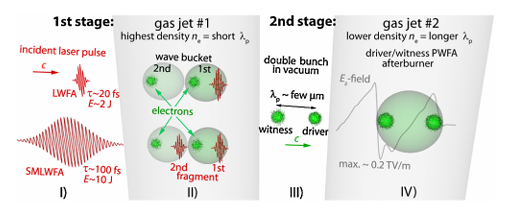 1st stage:
gas jet #1
highest density nₑ = short λₚ
2nd stage:
gas jet #2
lower density nₑ = longer λₚ
incident laser pulse
c
LWFA
τ~20 fs
E~2 J
SMLWFA
τ~100 fs
E~10 J
I)
wave bucket
2nd
1st
electrons
2nd
1st
fragment
II)
double bunch
in vacuum
λₚ ~ few μm
witness
driver
c
III)
driver/witness PWFA
afterburner
E_z-field
max. ~ 0.2 TV/m
IV)